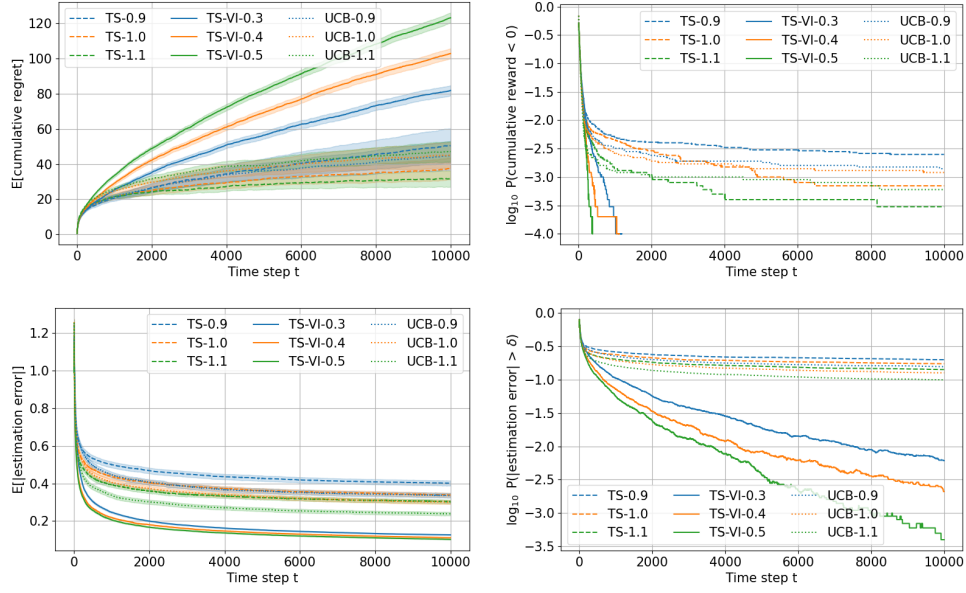 E[cumulative regret]
120
100
80
60
40
20
0
TS-0.9 TS-VI-0.3 UCB-0.9
TS-1.0 TS-VI-0.4 UCB-1.0
TS-1.1 TS-VI-0.5 UCB-1.1
0 2000 4000 6000 8000 10000
Time step t
log₁₀ P(cumulative reward < 0)
0.0
−0.5
−1.0
−1.5
−2.0
−2.5
−3.0
−3.5
−4.0
TS-0.9 TS-VI-0.3 UCB-0.9
TS-1.0 TS-VI-0.4 UCB-1.0
TS-1.1 TS-VI-0.5 UCB-1.1
0 2000 4000 6000 8000 10000
Time step t
E[|estimation error|]
1.2
1.0
0.8
0.6
0.4
0.2
TS-0.9 TS-VI-0.3 UCB-0.9
TS-1.0 TS-VI-0.4 UCB-1.0
TS-1.1 TS-VI-0.5 UCB-1.1
0 2000 4000 6000 8000 10000
Time step t
log₁₀ P(|estimation error| > δ)
0.0
−0.5
−1.0
−1.5
−2.0
−2.5
−3.0
−3.5
TS-0.9 TS-VI-0.3 UCB-0.9
TS-1.0 TS-VI-0.4 UCB-1.0
TS-1.1 TS-VI-0.5 UCB-1.1
0 2000 4000 6000 8000 10000
Time step t